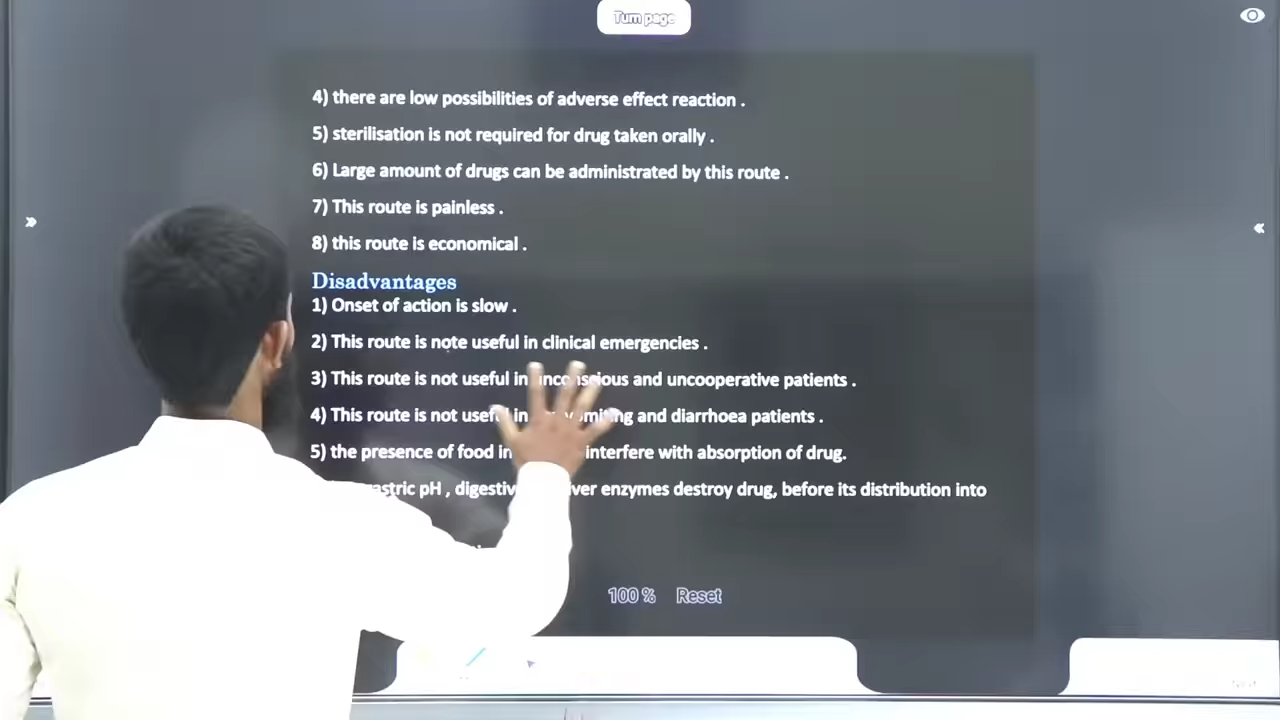 Turn page
4) there are low possibilities of adverse effect reaction .
5) sterilisation is not required for drug taken orally .
6) Large amount of drugs can be administrated by this route .
7) This route is painless .
8) this route is economical .
Disadvantages
1) Onset of action is slow .
2) This route is note useful in clinical emergencies .
3) This route is not useful in and uncooperative patients .
4) This route is not in and diarrhoea patients .
5) the presence of food in interfere with absorption of drug.
pH , enzymes destroy drug, before its distribution into
100 % Reset